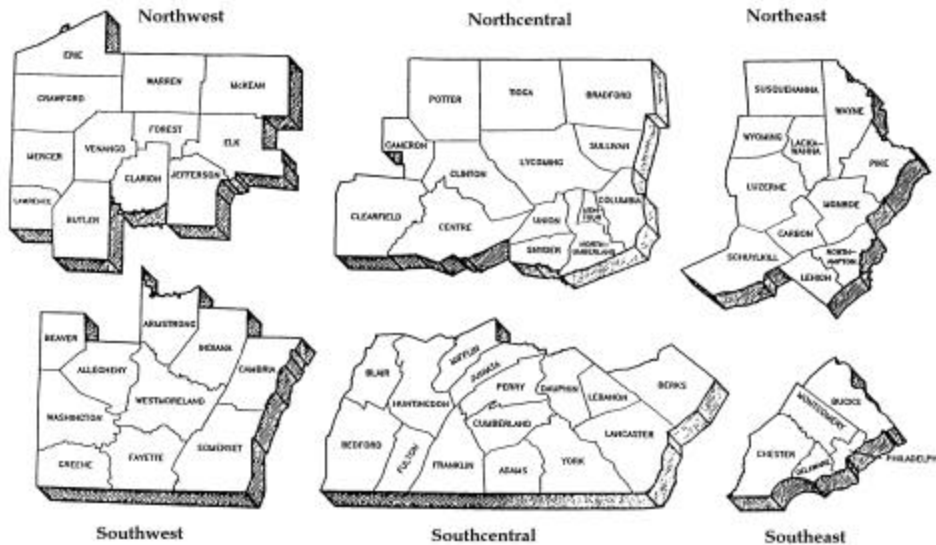 Northwest
ERIE
CRAWFORD
WARREN
McKEAN
MERCER
VENANGO
FOREST
ELK
CLARION
JEFFERSON
LAWRENCE
BUTLER
Northcentral
POTTER
TIOGA
BRADFORD
CAMERON
SULLIVAN
LYCOMING
CLINTON
CLEARFIELD
CENTRE
UNION
MON-
TOUR
COLUMBIA
SNYDER
NORTH-
UMBERLAND
Northeast
SUSQUEHANNA
WAYNE
WYOMING
LACKA-
WANNA
PIKE
LUZERNE
MONROE
CARBON
SCHUYLKILL
NORTH-
AMPTON
LEHIGH
BEAVER
ARMSTRONG
INDIANA
ALLEGHENY
CAMBRIA
WESTMORELAND
WASHINGTON
GREENE
FAYETTE
SOMERSET
Southwest
BLAIR
MIFFLIN
JUNIATA
HUNTINGDON
PERRY
DAUPHIN
LEBANON
BERKS
CUMBERLAND
LANCASTER
BEDFORD
FULTON
FRANKLIN
ADAMS
YORK
Southcentral
BUCKS
MONTGOMERY
CHESTER
DELAWARE
PHILADELPH
Southeast